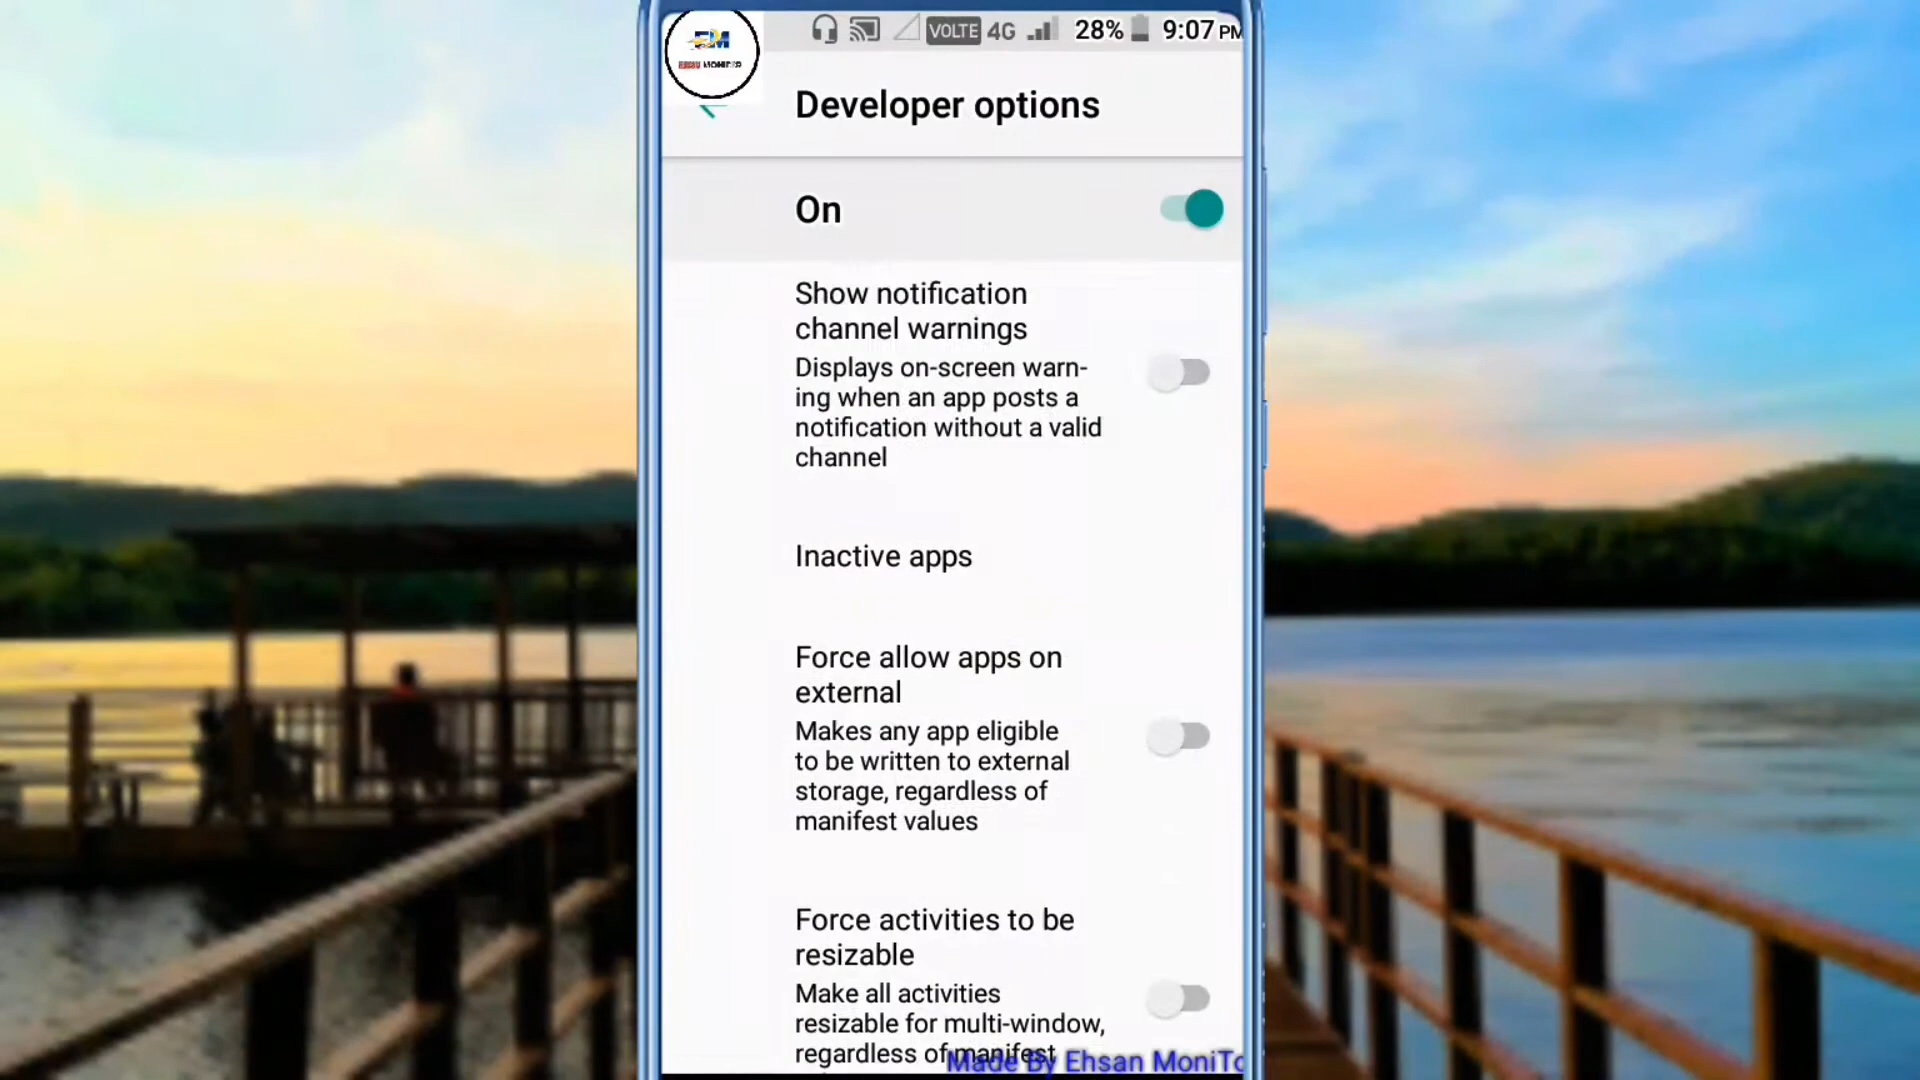 VOLTE 4G 28% 9:07 PM
EM
MONITOR
Developer options
On
Show notification
channel warnings
Displays on-screen warn-
ing when an app posts a
notification without a valid
channel
Inactive apps
Force allow apps on
external
Makes any app eligible
to be written to external
storage, regardless of
manifest values
Force activities to be
resizable
Make all activities
resizable for multi-window,
regardless of manifest
Made By Ehsan MoniTo